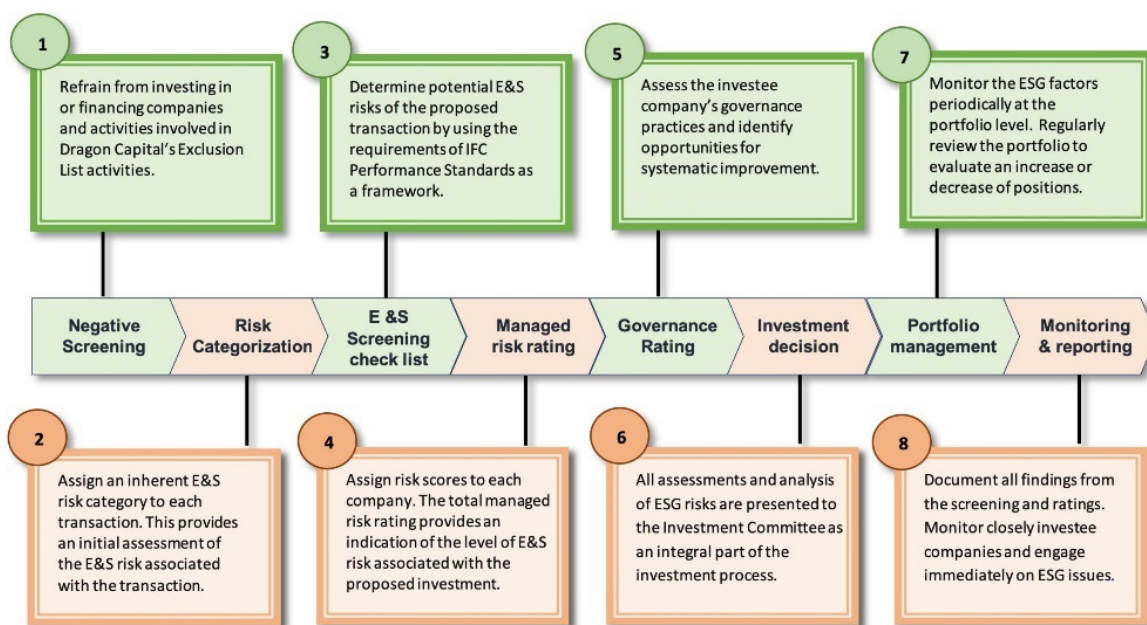 1
Refrain from investing in
or financing companies
and activities involved in
Dragon Capital's Exclusion
List activities.
3
Determine potential E&S
risks of the proposed
transaction by using the
requirements of IFC
Performance Standards as
a framework.
5
Assess the investee
company's governance
practices and identify
opportunities for
systematic improvement.
7
Monitor the ESG factors
periodically at the
portfolio level. Regularly
review the portfolio to
evaluate an increase or
decrease of positions.
Negative
Screening
Risk
Categorization
E &S
Screening
check list
Managed
risk rating
Governance
Rating
Investment
decision
Portfolio
management
Monitoring
& reporting
2
Assign an inherent E&S
risk category to each
transaction. This provides
an initial assessment of
the E&S risk associated
with the transaction.
4
Assign risk scores to each
company. The total managed
risk rating provides an
indication of the level of E&S
risk associated with the
proposed investment.
6
All assessments and analysis
of ESG risks are presented to
the Investment Committee as
an integral part of the
investment process.
8
Document all findings from
the screening and ratings.
Monitor closely investee
companies and engage
immediately on ESG issues.